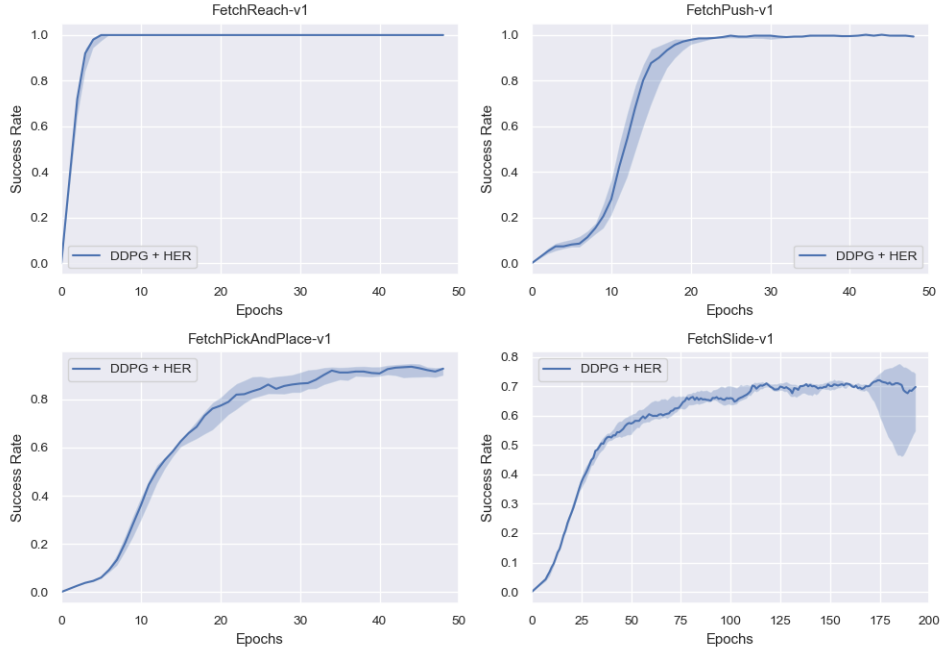 FetchReach-v1
1.0
0.8
0.6
0.4
0.2
0.0
Success Rate
DDPG + HER
0 10 20 30 40 50
Epochs
FetchPush-v1
1.0
0.8
0.6
0.4
0.2
0.0
Success Rate
DDPG + HER
0 10 20 30 40 50
Epochs
FetchPickAndPlace-v1
DDPG + HER
0.8
0.6
0.4
0.2
0.0
Success Rate
0 10 20 30 40 50
Epochs
FetchSlide-v1
0.8
DDPG + HER
0.7
0.6
0.5
0.4
0.3
0.2
0.1
0.0
Success Rate
0 25 50 75 100 125 150 175 200
Epochs